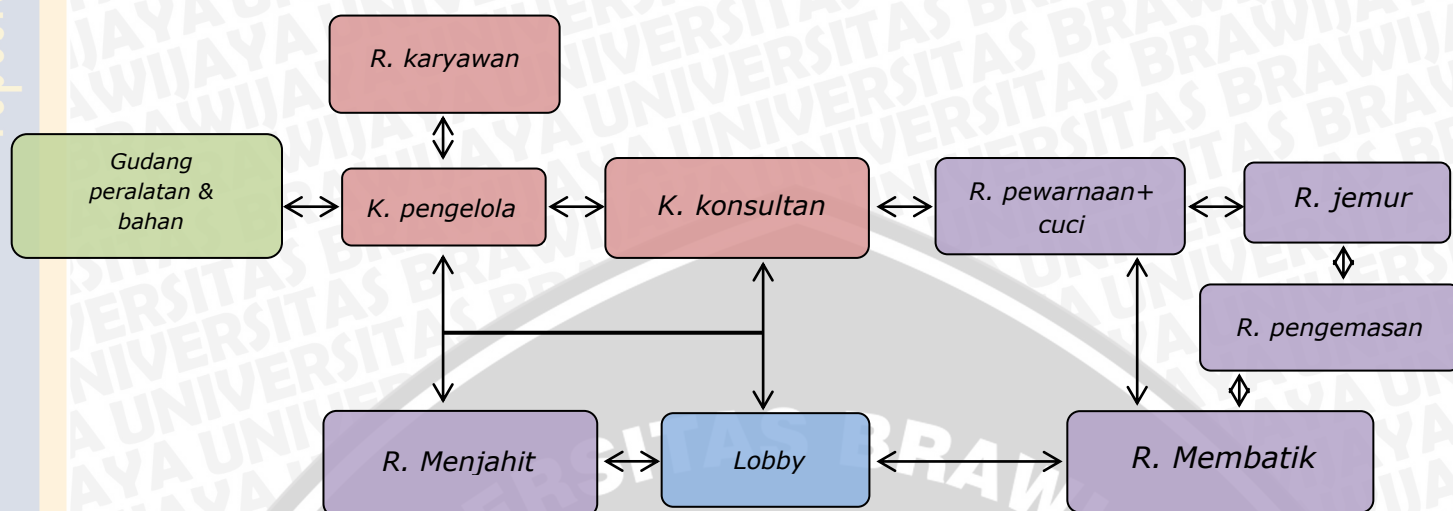 R. karyawan
Gudang
peralatan &
bahan
K. pengelola
K. konsultan
R. pewarnaan+
cuci
R. jemur
R. pengemasan
R. Menjahit
Lobby
R. Membatik